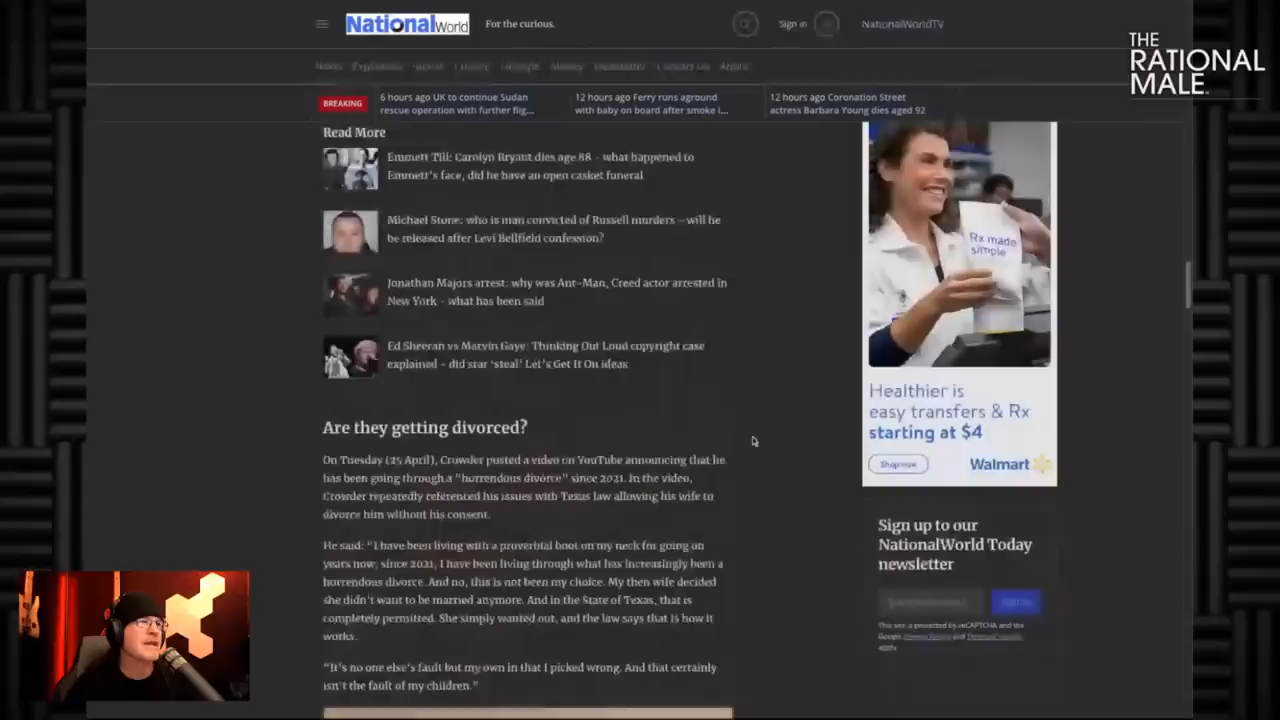 NationalWorld
For the curious.
Sign in
NationalWorldTV
THE
RATIONAL
MALE
BREAKING
6 hours ago UK to continue Sudan
rescue operation with further flig...
12 hours ago Ferry runs aground
with baby on board after smoke i...
12 hours ago Coronation Street
actress Barbara Young dies aged 92
Read More
Emmett Till: Carolyn Bryant dies age 88 - what happened to
Emmett's face, did he have an open casket funeral
Michael Stone: who is man convicted of Russell murders - will he
be released after Levi Bellfield confession?
Jonathan Majors arrest: why was Ant-Man, Creed actor arrested in
New York - what has been said
Ed Sheeran vs Marvin Gaye: Thinking Out Loud copyright case
explained - did star 'steal' Let's Get It On ideas
Are they getting divorced?
On Tuesday (25 April), Crowder posted a video on YouTube announcing that he
has been going through a "horrendous divorce" since 2021. In the video,
Crowder repeatedly referenced his issues with Texas law allowing his wife to
divorce him without his consent.
He said: "I have been living with a proverbial boot on my neck for going on
years now, since 2021, I have been living through what has increasingly been a
horrendous divorce. And no, this is not been my choice. My then wife decided
she didn't want to be married anymore. And in the State of Texas, that is
completely permitted. She simply wanted out, and the law says that is how it
works.
"It's no one else's fault but my own in that I picked wrong. And that certainly
isn't the fault of my children."
Rx made
simple
Healthier is
easy transfers & Rx
starting at $4
Shop now
Walmart
Sign up to our
NationalWorld Today
newsletter